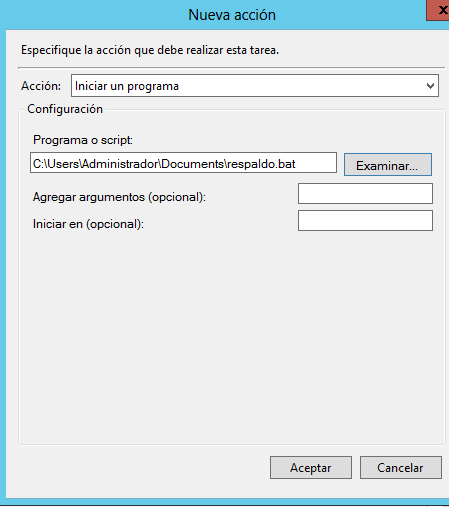 Nueva acción
x
Especifique la acción que debe realizar esta tarea.
Acción: Iniciar un programa
Configuración
Programa o script:
C:\Users\Administrador\Documents\respaldo.bat Examinar...
Agregar argumentos (opcional):
Iniciar en (opcional):
Aceptar Cancelar